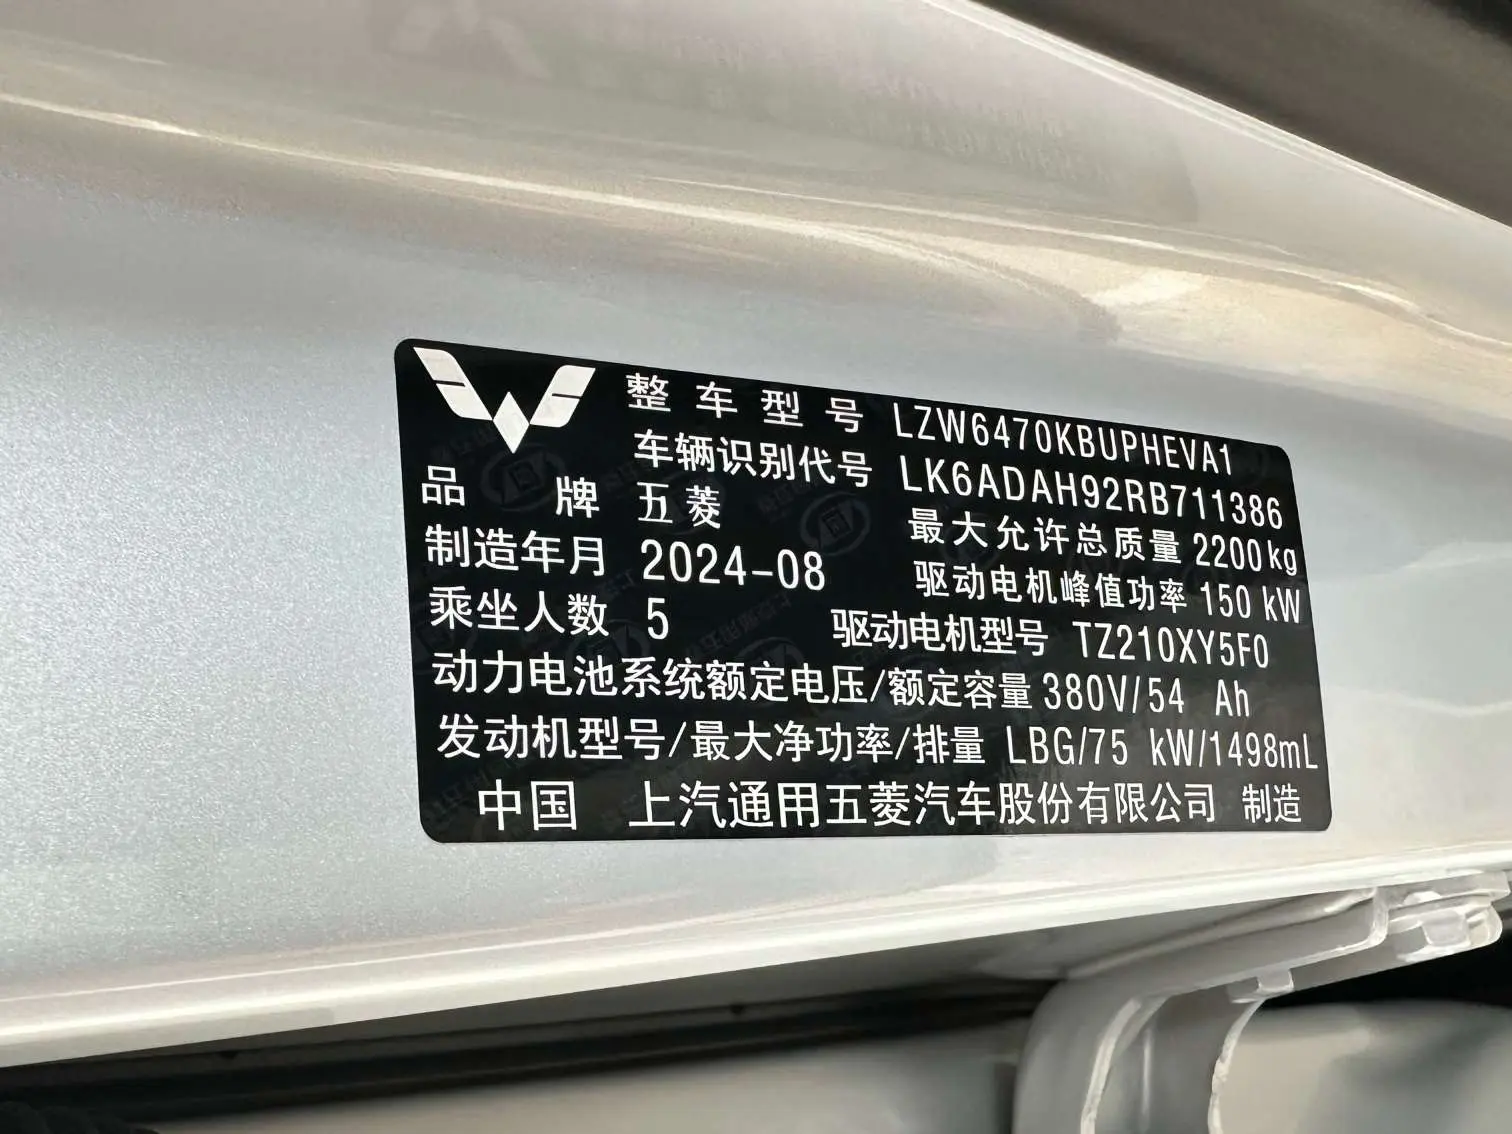 整车型号 LZW6470KBUPHEVA1
车辆识别代号 LK6ADAH92RB711386
品牌 五菱 最大允许总质量 2200kg
制造年月 2024-08 驱动电机峰值功率 150 kW
乘坐人数 5 驱动电机型号 TZ210XY5F0
动力电池系统额定电压/额定容量 380V/54 Ah
发动机型号/最大净功率/排量 LBG/75 kW/1498mL
中国 上汽通用五菱汽车股份有限公司 制造